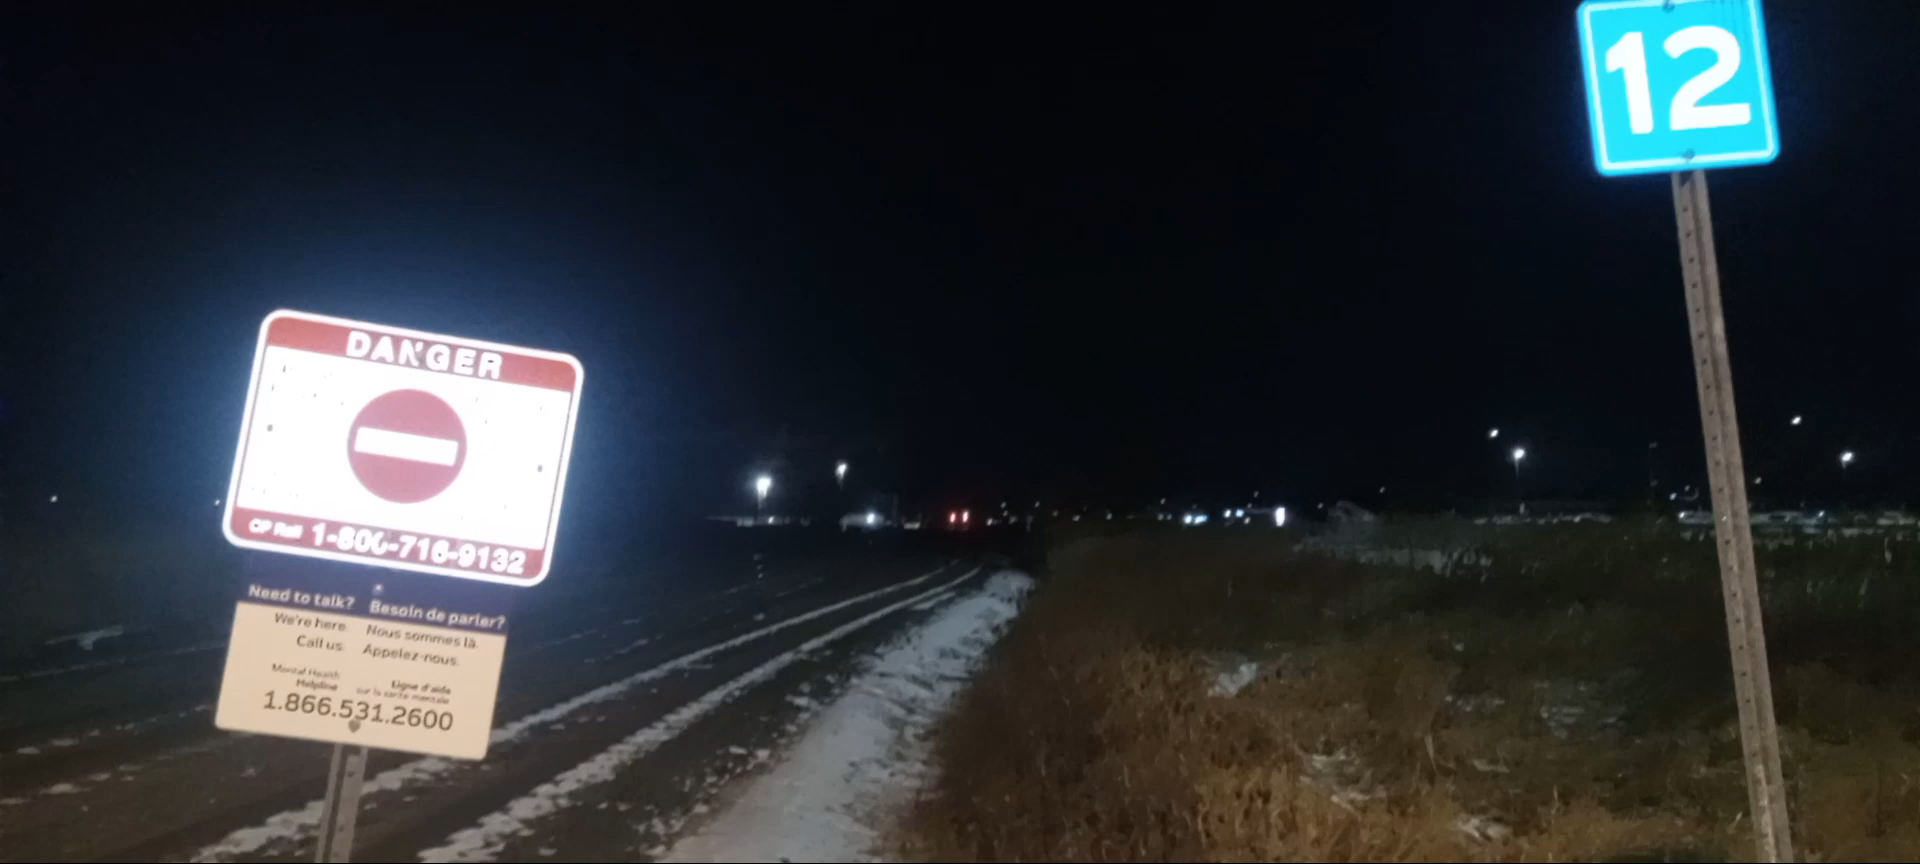 12
DANGER
CP Rail 1-800-716-9132
Need to talk? Besoin de parler?
We're here. Nous sommes là.
Call us. Appelez-nous.
Mental Health Ligne d'aide
Helpline sur la santé mentale
1.866.531.2600